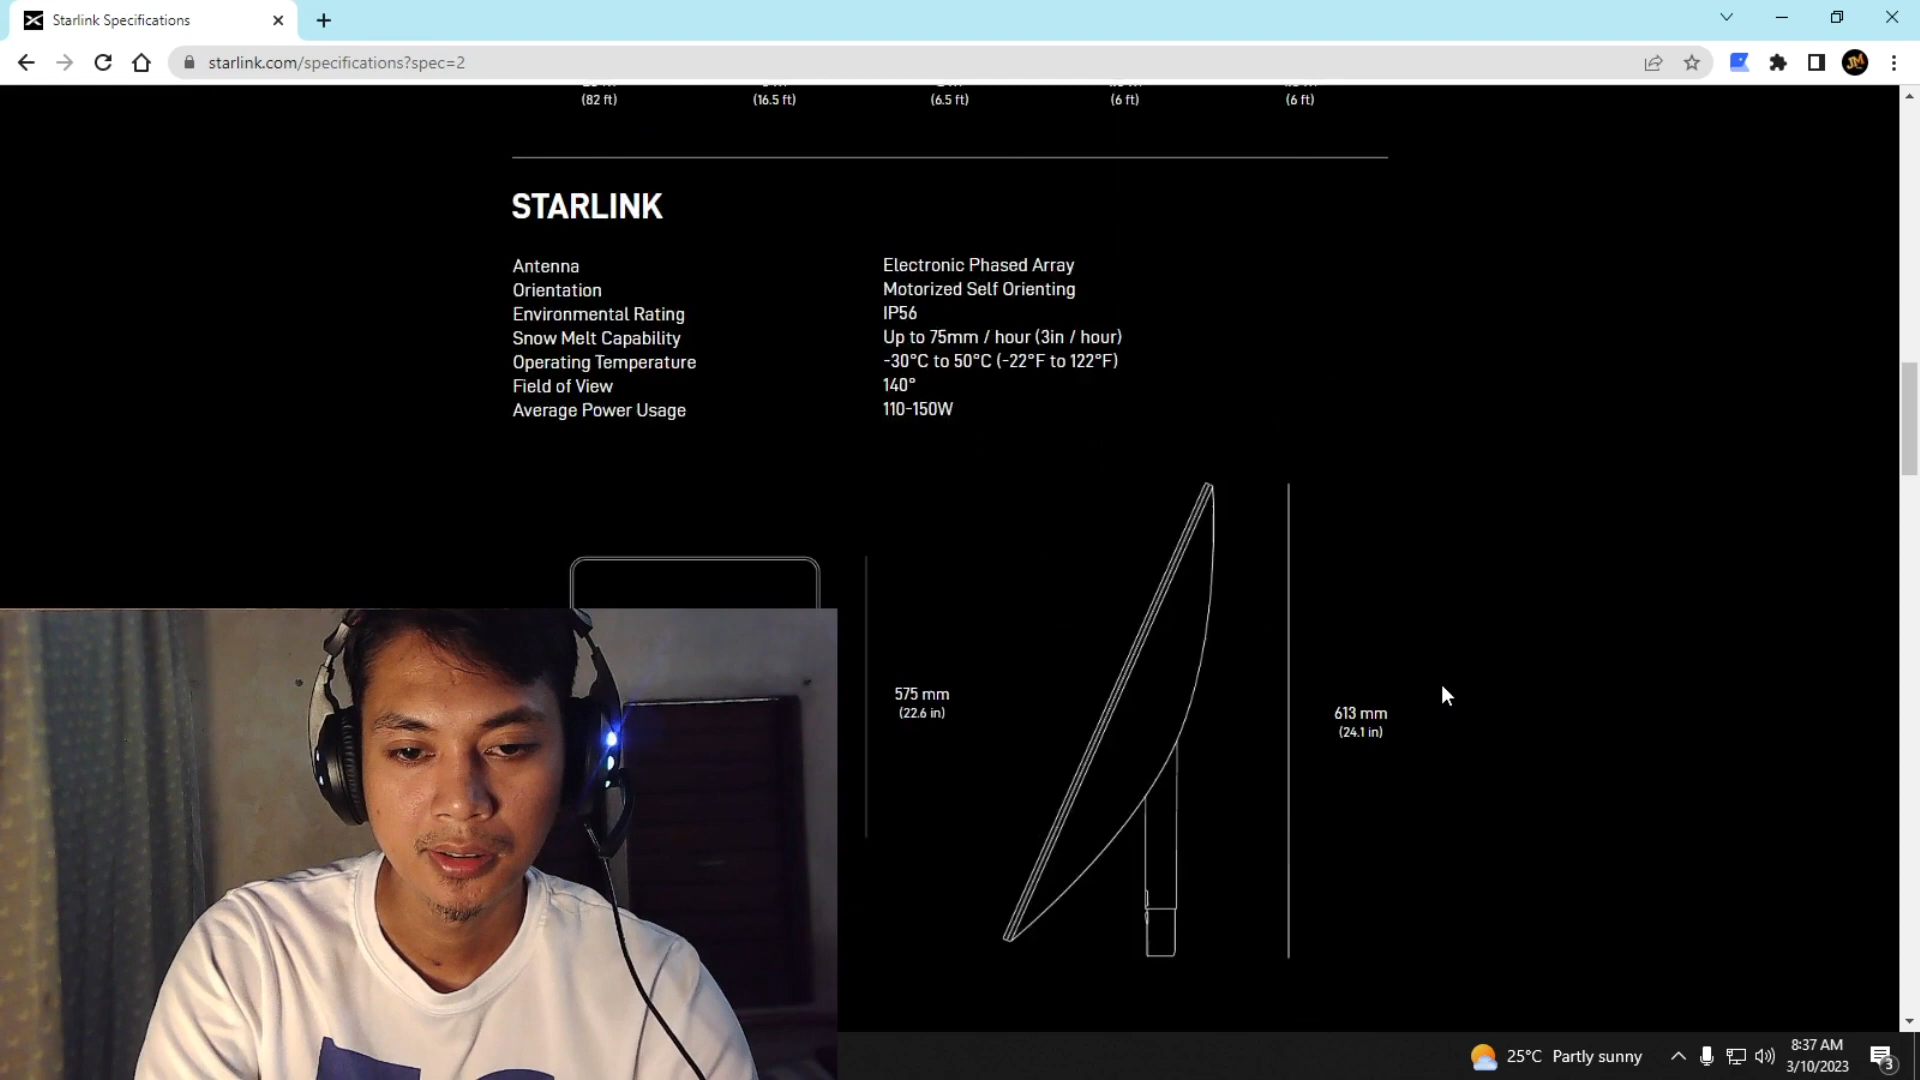 Starlink Specifications
starlink.com/specifications?spec=2
JM
(82 ft) (16.5 ft) (6.5 ft) (6 ft) (6 ft)
STARLINK
Antenna Electronic Phased Array
Orientation Motorized Self Orienting
Environmental Rating IP56
Snow Melt Capability Up to 75mm / hour (3in / hour)
Operating Temperature -30°C to 50°C (-22°F to 122°F)
Field of View 140°
Average Power Usage 110-150W
575 mm
(22.6 in)
613 mm
(24.1 in)
25°C Partly sunny
8:37 AM
3/10/2023
3